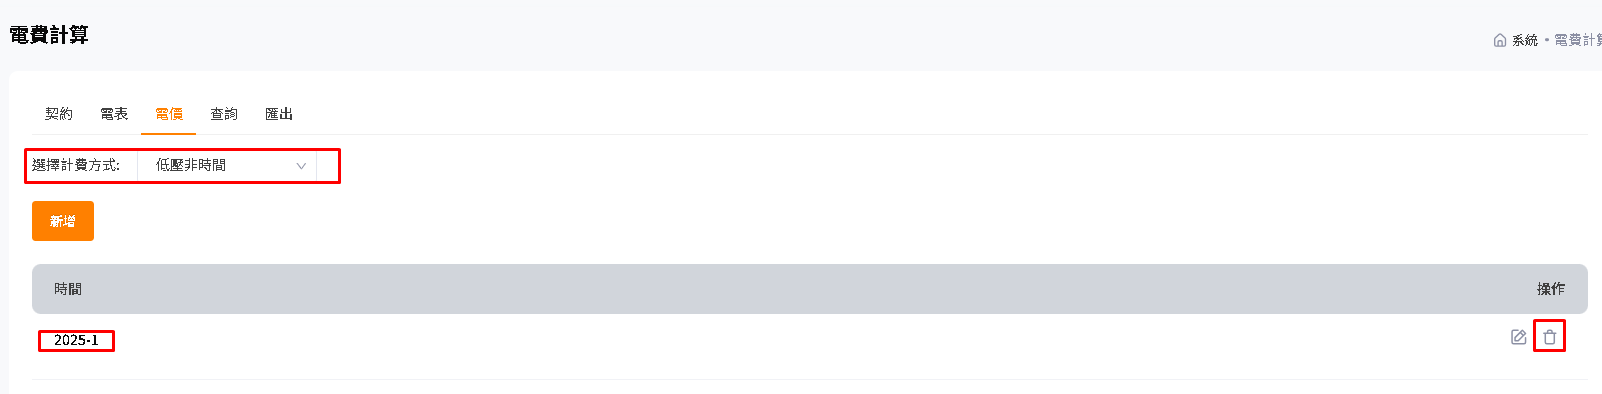 電費計算
系統 • 電費計算
契約 電表 電價 查詢 匯出
選擇計費方式: 低壓非時間
新增
時間 操作
2025-1